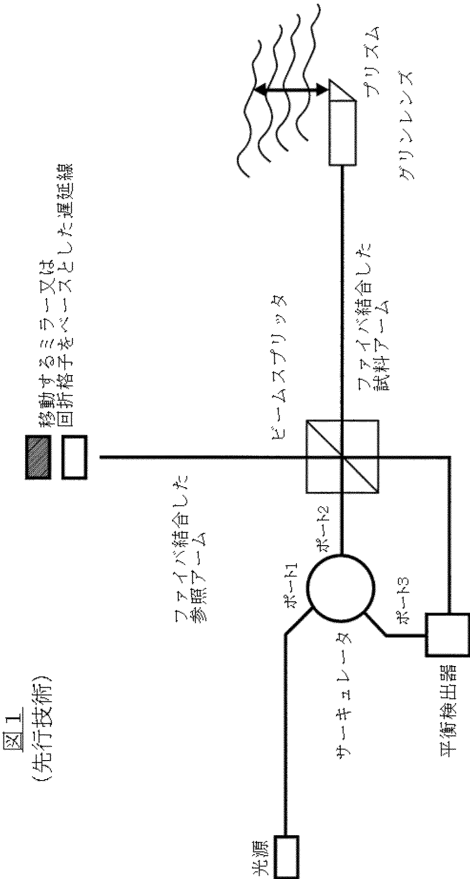 図1
(先行技術)
移動するミラー又は
回折格子をベースとした遅延線
ファイバ結合した
参照アーム
ビームスプリッタ
ファイバ結合した
試料アーム
プリズム
グリンレンズ
光源
ポート1
ポート2
ポート3
サーキュレータ
平衡検出器